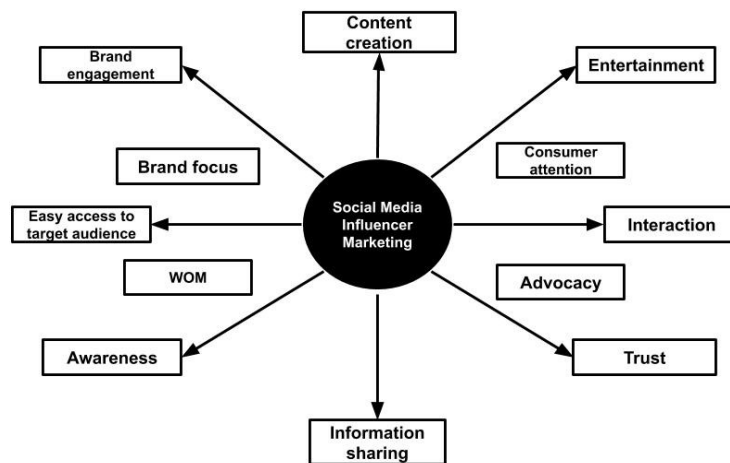 Content
creation
Brand
engagement
Entertainment
Brand focus
Consumer
attention
Social Media
Influencer
Marketing
Easy access to
target audience
Interaction
WOM
Advocacy
Awareness
Trust
Information
sharing